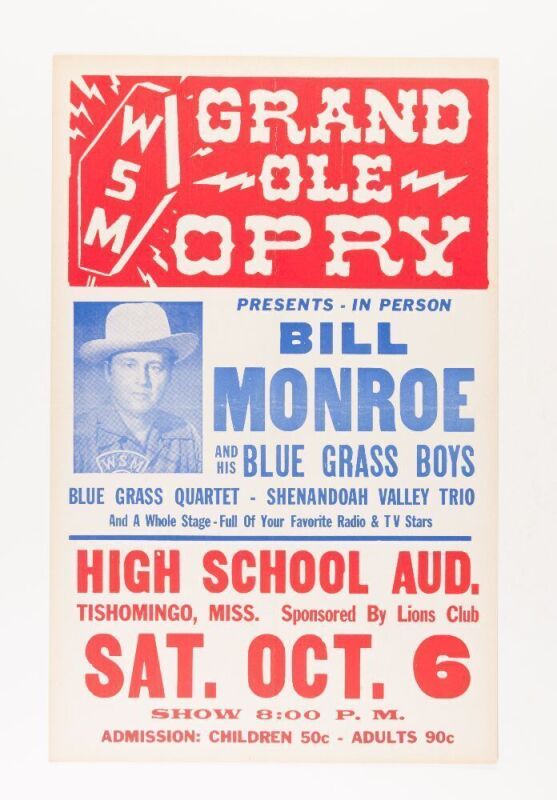 WSM
GRAND
OLE
OPRY
PRESENTS - IN PERSON
BILL
MONROE
AND HIS BLUE GRASS BOYS
WSM
BLUE GRASS QUARTET - SHENANDOAH VALLEY TRIO
And A Whole Stage - Full Of Your Favorite Radio & TV Stars
HIGH SCHOOL AUD.
TISHOMINGO, MISS. Sponsored By Lions Club
SAT. OCT. 6
SHOW 8:00 P. M.
ADMISSION: CHILDREN 50c - ADULTS 90c